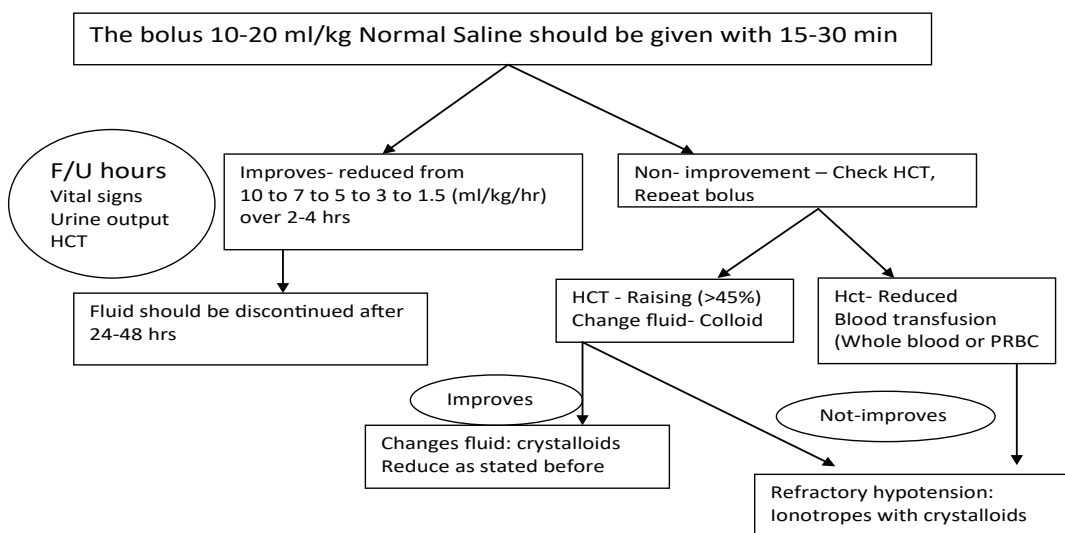 The bolus 10-20 ml/kg Normal Saline should be given with 15-30 min
F/U hours
Vital signs
Urine output
HCT
Improves- reduced from
10 to 7 to 5 to 3 to 1.5 (ml/kg/hr)
over 2-4 hrs
Non- improvement – Check HCT,
Repeat bolus
Fluid should be discontinued after
24-48 hrs
HCT - Raising (>45%)
Change fluid- Colloid
Hct- Reduced
Blood transfusion
(Whole blood or PRBC
Improves
Not-improves
Changes fluid: crystalloids
Reduce as stated before
Refractory hypotension:
Ionotropes with crystalloids